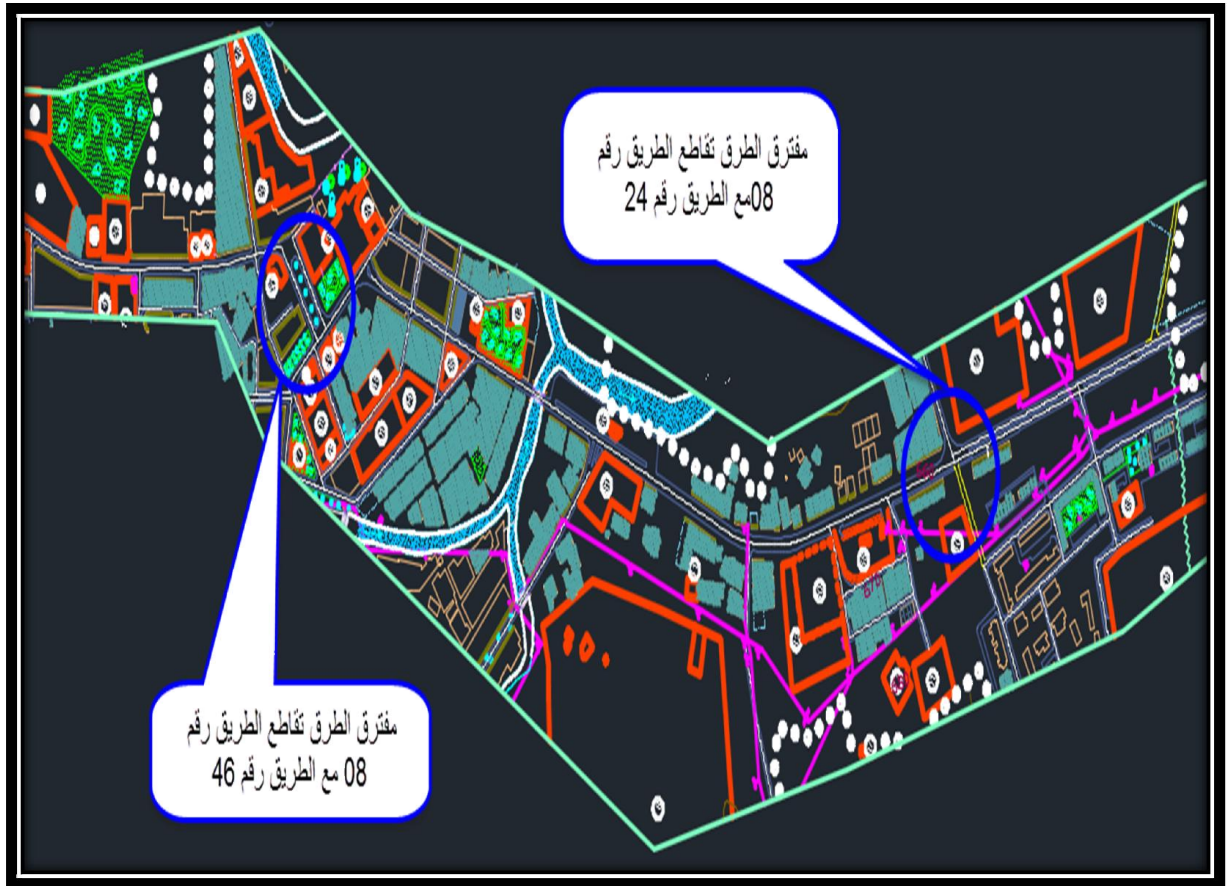 مفترق الطرق تقاطع الطريق رقم
08مع الطريق رقم 24
مفترق الطرق تقاطع الطريق رقم
08 مع الطريق رقم 46